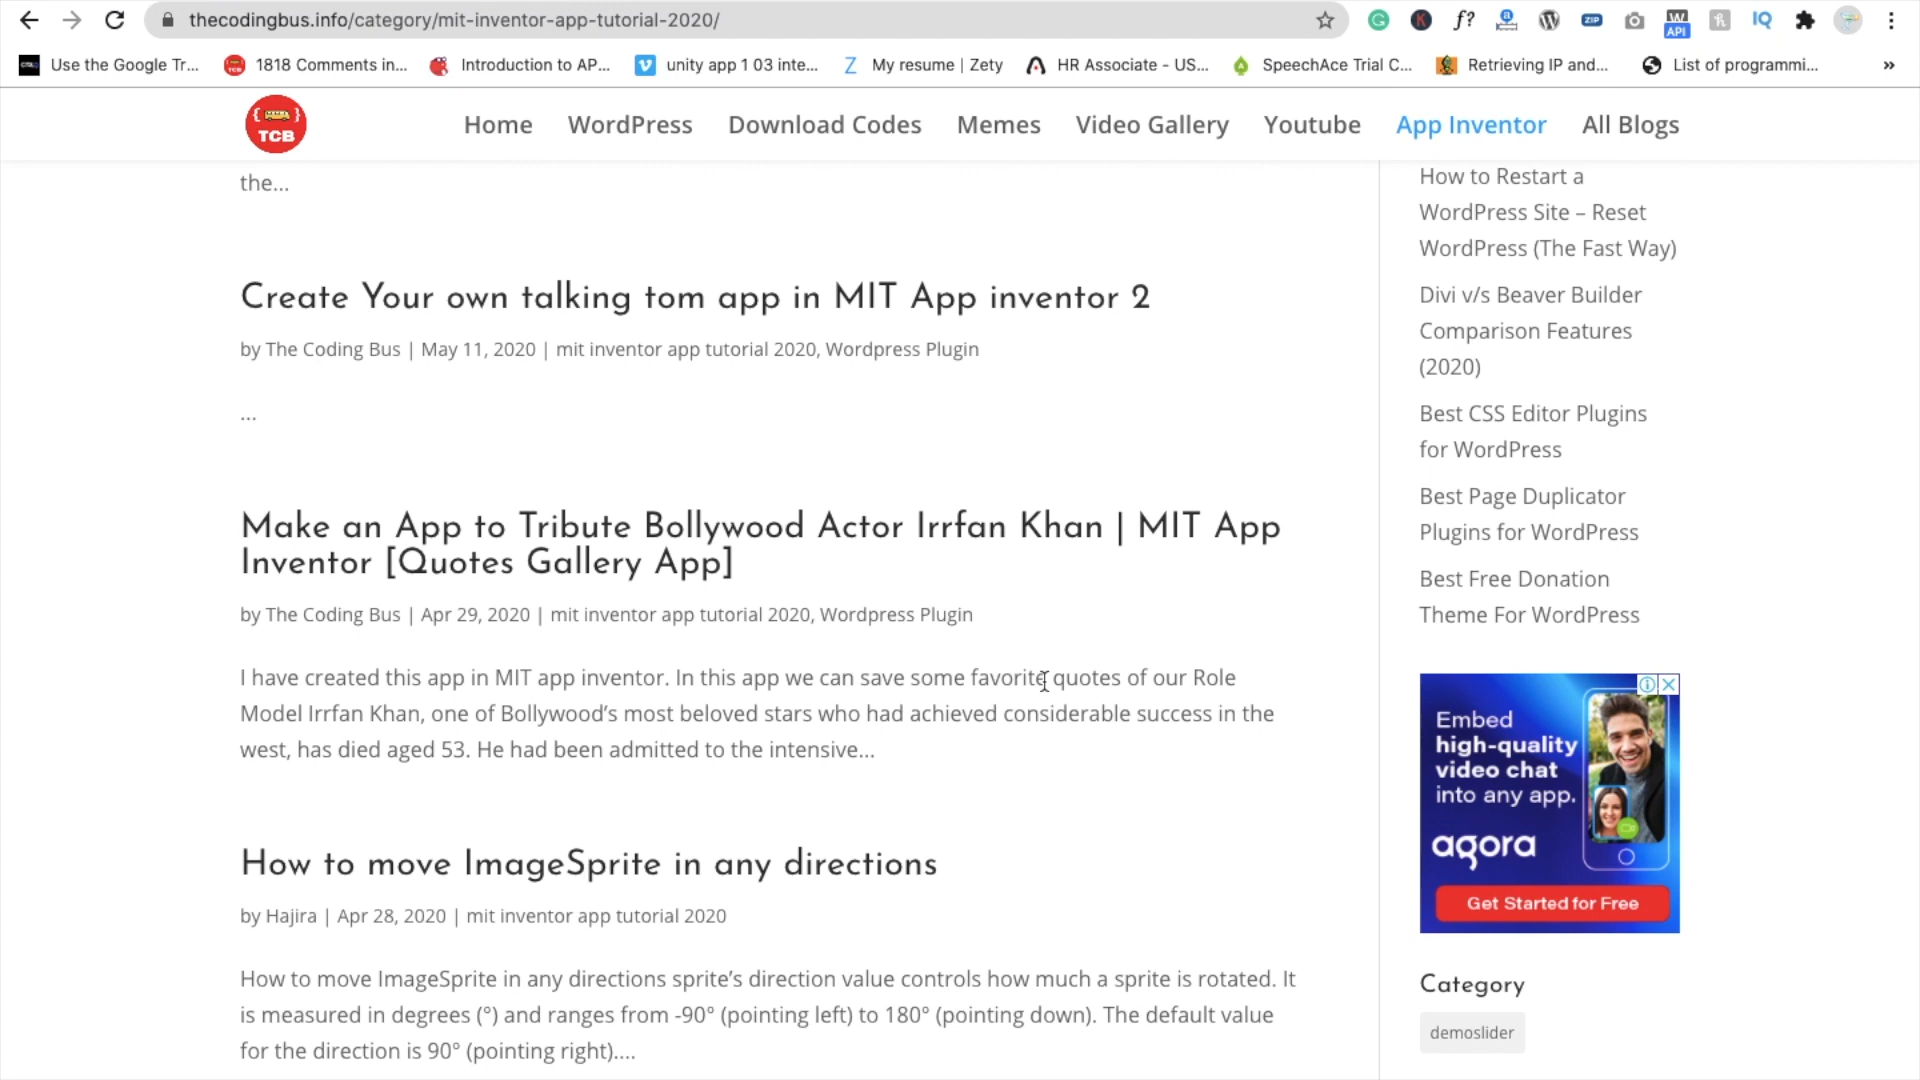 thecodingbus.info/category/mit-inventor-app-tutorial-2020/
f?
ZIP
W
API
IQ
Use the Google Tr...
TCB
1818 Comments in...
Introduction to AP...
unity app 1 03 inte...
Z
My resume | Zety
HR Associate - US...
SpeechAce Trial C...
Retrieving IP and...
List of programmi...
»
{ }
TCB
Home
WordPress
Download Codes
Memes
Video Gallery
Youtube
App Inventor
All Blogs
the...
Create Your own talking tom app in MIT App inventor 2
by The Coding Bus | May 11, 2020 | mit inventor app tutorial 2020, Wordpress Plugin
...
Make an App to Tribute Bollywood Actor Irrfan Khan | MIT App
Inventor [Quotes Gallery App]
by The Coding Bus | Apr 29, 2020 | mit inventor app tutorial 2020, Wordpress Plugin
I have created this app in MIT app inventor. In this app we can save some favorite quotes of our Role
Model Irrfan Khan, one of Bollywood’s most beloved stars who had achieved considerable success in the
west, has died aged 53. He had been admitted to the intensive...
How to move ImageSprite in any directions
by Hajira | Apr 28, 2020 | mit inventor app tutorial 2020
How to move ImageSprite in any directions sprite’s direction value controls how much a sprite is rotated. It
is measured in degrees (°) and ranges from -90° (pointing left) to 180° (pointing down). The default value
for the direction is 90° (pointing right)....
How to Restart a
WordPress Site – Reset
WordPress (The Fast Way)
Divi v/s Beaver Builder
Comparison Features
(2020)
Best CSS Editor Plugins
for WordPress
Best Page Duplicator
Plugins for WordPress
Best Free Donation
Theme For WordPress
Embed
high-quality
video chat
into any app.
agora
Get Started for Free
Category
demoslider